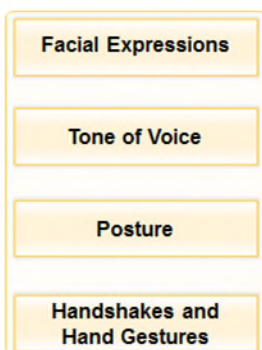 Facial Expressions
Tone of Voice
Posture
Handshakes and
Hand Gestures